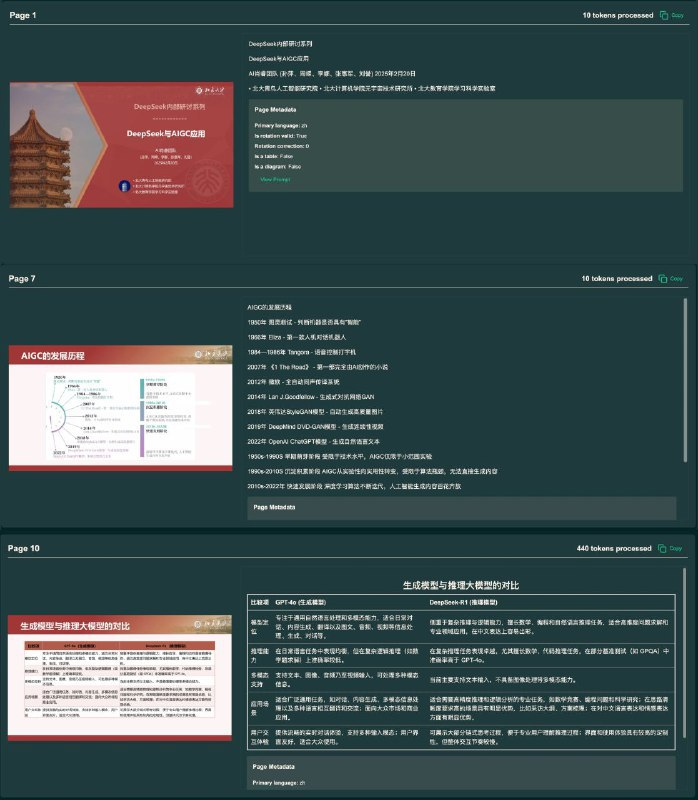 Page 1
10 tokens processed
Copy
DeepSeek内部研讨系列
DeepSeek与AIGC应用
DeepSeek内部研讨系列
DeepSeek与AIGC应用
2025年2月20日
• 北大青鸟人工智能研究院 • 北大计算机学院元宇宙技术研究所 • 北大教育学院学习科学实验室
Page Metadata
Primary language: zh
Is rotation valid: True
Rotation correction: 0
Is a table: False
Is a diagram: False
View Prompt
Page 7
10 tokens processed
Copy
AIGC的发展历程
AIGC的发展历程
1950年 图灵测试 - 判断机器是否具有"智能"
1966年 Eliza - 第一款人机对话机器人
1984—1986年 Tangora - 语音控制打字机
2007年 《1 The Road》 - 第一部完全由AI创作的小说
2012年 微软 - 全自动同声传译系统
2014年 Lan J.Goodfellow - 生成式对抗网络GAN
2018年 英伟达StyleGAN模型 - 自动生成高质量图片
2019年 DeepMind DVD-GAN模型 - 生成连续性视频
2022年 OpenAI ChatGPT模型 - 生成自然语言文本
1950s-1990S 早期萌芽阶段 受限于技术水平，AIGC仅限于小范围实验
1990s-2010S 沉淀积累阶段 AIGC从实验性向实用性转变，受限于算法瓶颈，无法直接生成内容
2010s-2022年 快速发展阶段 深度学习算法不断迭代，人工智能生成内容百花齐放
Page Metadata
Page 10
440 tokens processed
Copy
生成模型与推理大模型的对比
生成模型与推理大模型的对比
比较项 GPT-4o (生成模型) DeepSeek-R1 (推理模型)
模型定位 专注于通用自然语言处理和多模态能力，适合日常对话、内容生成、翻译以及图文、音频、视频等信息处理、生成、对话等。 侧重于复杂推理与逻辑能力，擅长数学、编程和自然语言推理任务，适合高难度问题求解和专业领域应用。在中文表达上容易出彩。
推理能力 在日常语言任务中表现均衡，但在复杂逻辑推理（如数学题求解）上准确率较低。 在复杂推理任务表现卓越，尤其擅长数学、代码推理任务，在部分基准测试（如 GPQA）中准确率高于 GPT-4o。
多模态支持 支持文本、图像、音频乃至视频输入，可处理多种模态信息。 当前主要支持文本输入，不具备图像处理等多模态能力。
应用场景 适合广泛通用任务，如对话、内容生成、多模态信息处理以及多种语言相互翻译和交流；面向大众市场和商业应用。 适合需要高精度推理和逻辑分析的专业任务，如数学竞赛、编程问题和科学研究；在思路清晰度要求高的场景具有明显优势，比如采访大纲、方案梳理；在对中文语言表达和情感表达方面有明显优势。
用户交互体验 提供流畅的实时对话体验，支持多种输入模态；用户界面友好，适合大众使用。 可展示大部分链式思考过程，便于专业用户理解推理过程；界面和使用体验具有较高的定制性，但整体交互节奏较慢。
Page Metadata
Primary language: zh